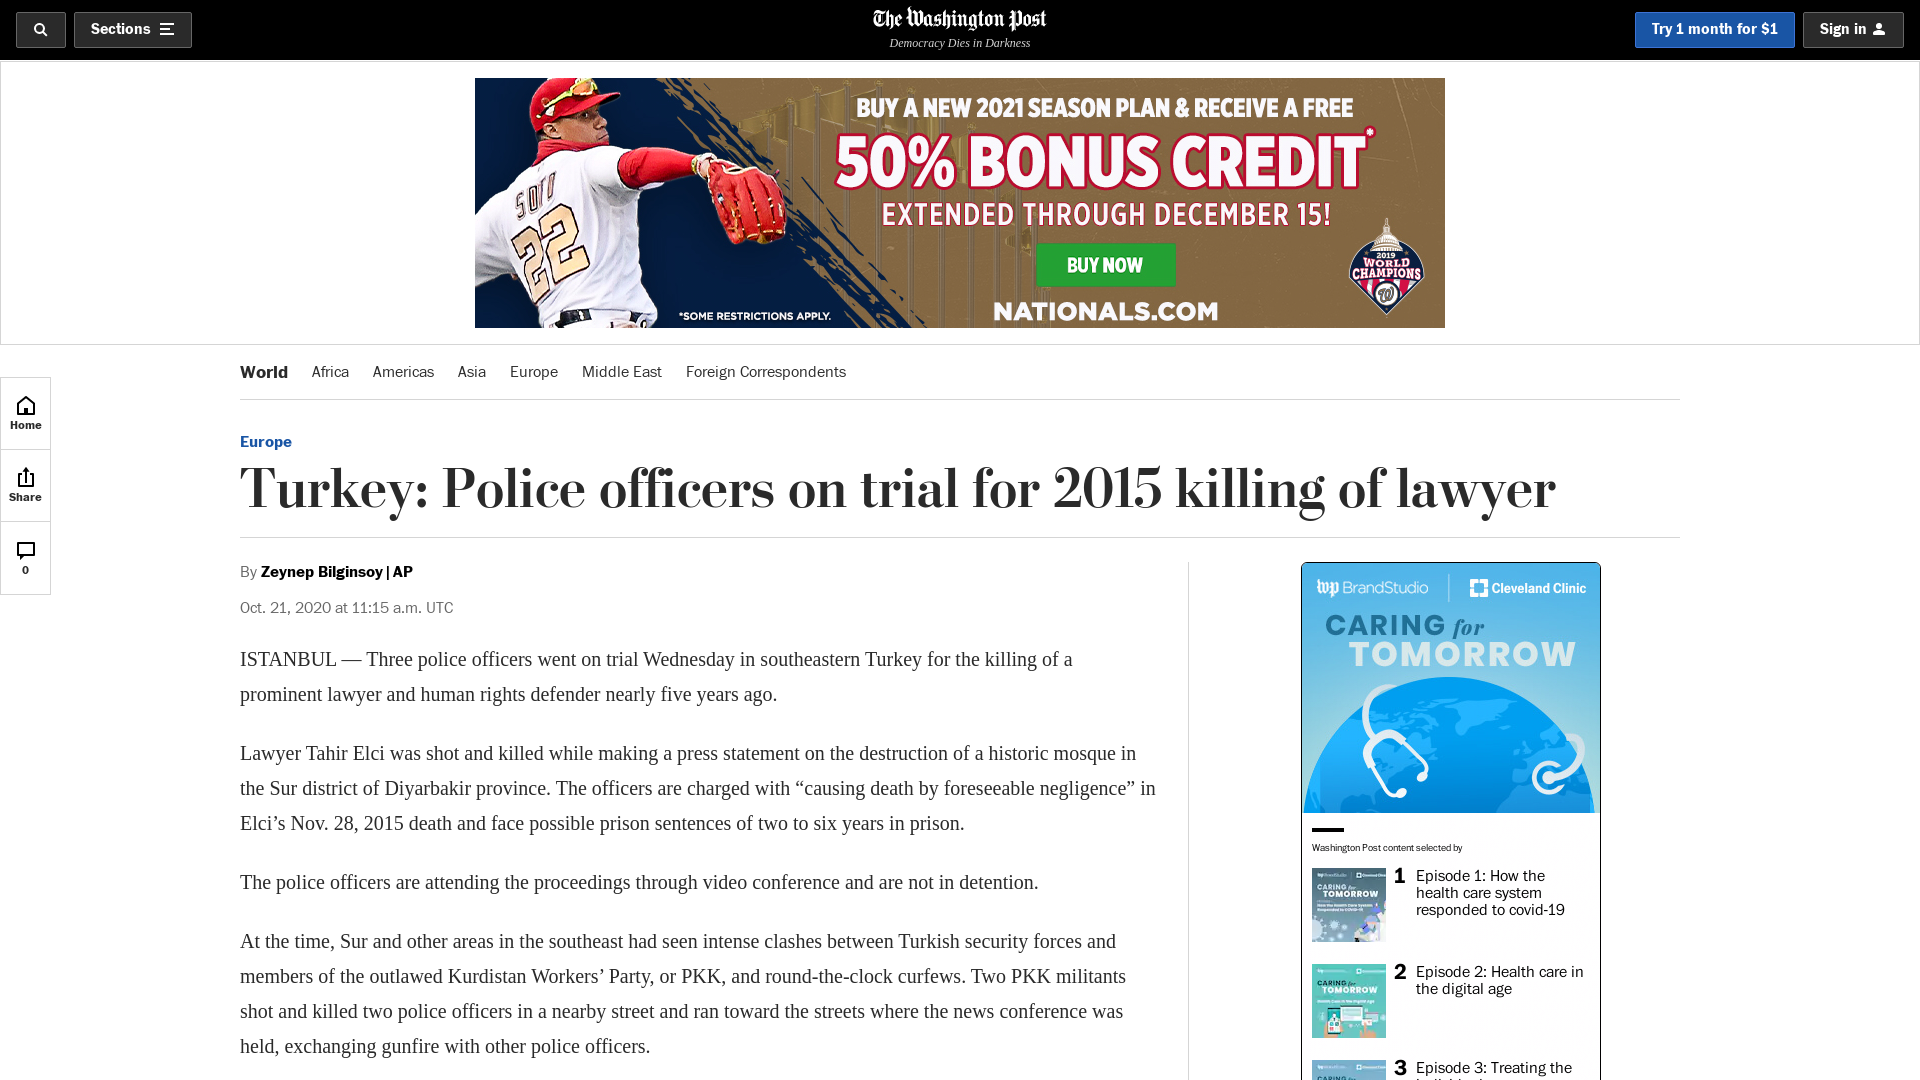 Sections
The Washington Post
Democracy Dies in Darkness
Try 1 month for $1
Sign in
BUY A NEW 2021 SEASON PLAN & RECEIVE A FREE
50% BONUS CREDIT*
EXTENDED THROUGH DECEMBER 15!
BUY NOW
NATIONALS.COM
*SOME RESTRICTIONS APPLY.
SOTO
22
2019
WORLD
CHAMPIONS
W
World Africa Americas Asia Europe Middle East Foreign Correspondents
Home
Share
0
Europe
Turkey: Police officers on trial for 2015 killing of lawyer
By Zeynep Bilginsoy | AP
Oct. 21, 2020 at 11:15 a.m. UTC
ISTANBUL — Three police officers went on trial Wednesday in southeastern Turkey for the killing of a
prominent lawyer and human rights defender nearly five years ago.
Lawyer Tahir Elci was shot and killed while making a press statement on the destruction of a historic mosque in
the Sur district of Diyarbakir province. The officers are charged with “causing death by foreseeable negligence” in
Elci’s Nov. 28, 2015 death and face possible prison sentences of two to six years in prison.
The police officers are attending the proceedings through video conference and are not in detention.
At the time, Sur and other areas in the southeast had seen intense clashes between Turkish security forces and
members of the outlawed Kurdistan Workers’ Party, or PKK, and round-the-clock curfews. Two PKK militants
shot and killed two police officers in a nearby street and ran toward the streets where the news conference was
held, exchanging gunfire with other police officers.
wp BrandStudio
Cleveland Clinic
CARING for
TOMORROW
Washington Post content selected by
CARING for
TOMORROW
1 Episode 1: How the
health care system
responded to covid-19
CARING for
TOMORROW
2 Episode 2: Health care in
the digital age
3 Episode 3: Treating the